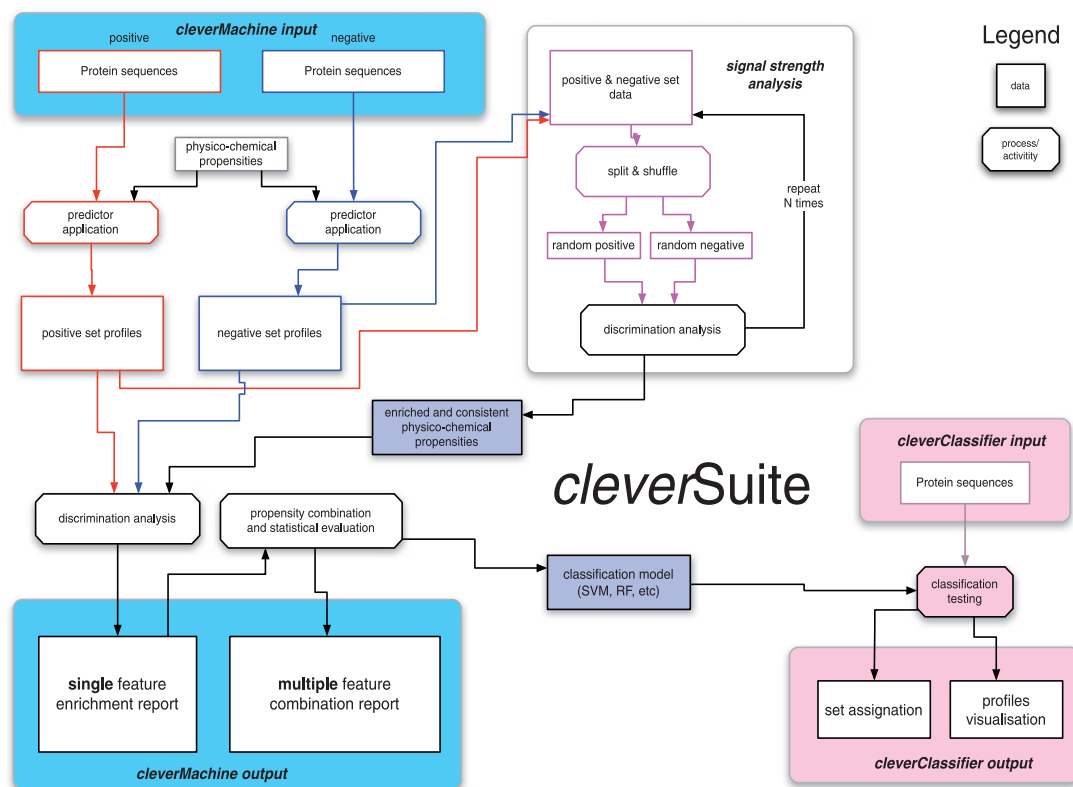 cleverMachine input
positive
negative
Protein sequences
Protein sequences
physico-chemical
propensities
predictor
application
predictor
application
positive set profiles
negative set profiles
signal strength
analysis
positive & negative set
data
split & shuffle
repeat
N times
random positive
random negative
discrimination analysis
Legend
data
process/
activitity
enriched and consistent
physico-chemical
propensities
cleverSuite
discrimination analysis
propensity combination
and statistical evaluation
classification model
(SVM, RF, etc)
cleverClassifier input
Protein sequences
classification
testing
single feature
enrichment report
multiple feature
combination report
cleverMachine output
set assignation
profiles
visualisation
cleverClassifier output